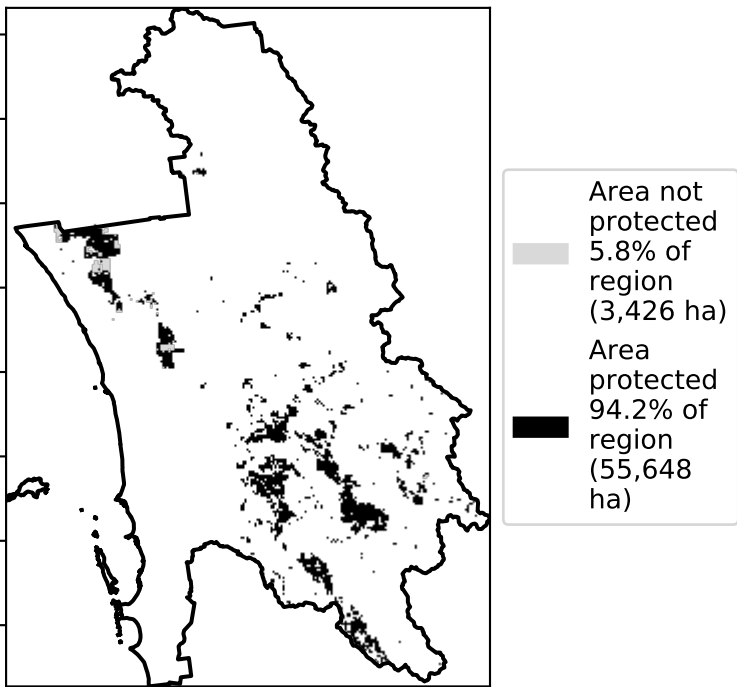 Area not
protected
5.8% of
region
(3,426 ha)
Area
protected
94.2% of
region
(55,648
ha)